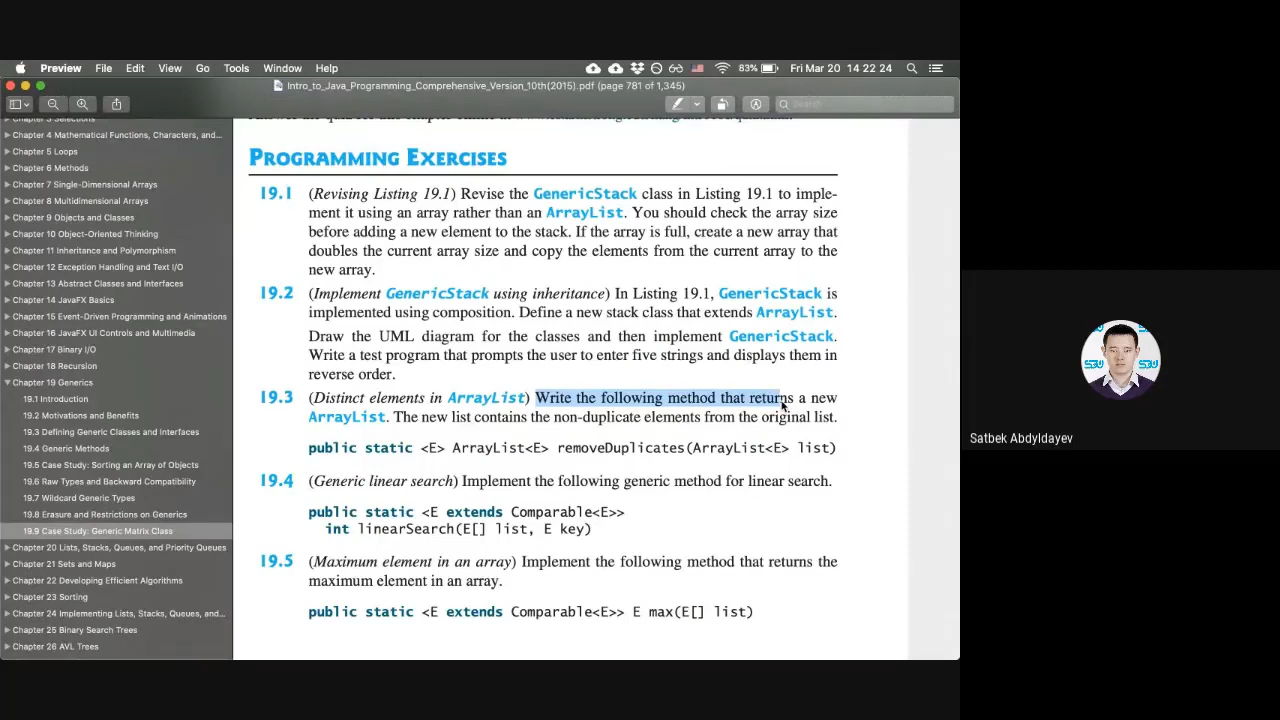 Preview File Edit View Go Tools Window Help 83% Fri Mar 20 14 22 24
Intro_to_Java_Programming_Comprehensive_Version_10th(2015).pdf (page 781 of 1,345)
Search
Chapter 3 Selections
Chapter 4 Mathematical Functions, Characters, and...
Chapter 5 Loops
Chapter 6 Methods
Chapter 7 Single-Dimensional Arrays
Chapter 8 Multidimensional Arrays
Chapter 9 Objects and Classes
Chapter 10 Object-Oriented Thinking
Chapter 11 Inheritance and Polymorphism
Chapter 12 Exception Handling and Text I/O
Chapter 13 Abstract Classes and Interfaces
Chapter 14 JavaFX Basics
Chapter 15 Event-Driven Programming and Animations
Chapter 16 JavaFX UI Controls and Multimedia
Chapter 17 Binary I/O
Chapter 18 Recursion
Chapter 19 Generics
19.1 Introduction
19.2 Motivations and Benefits
19.3 Defining Generic Classes and Interfaces
19.4 Generic Methods
19.5 Case Study: Sorting an Array of Objects
19.6 Raw Types and Backward Compatibility
19.7 Wildcard Generic Types
19.8 Erasure and Restrictions on Generics
19.9 Case Study: Generic Matrix Class
Chapter 20 Lists, Stacks, Queues, and Priority Queues
Chapter 21 Sets and Maps
Chapter 22 Developing Efficient Algorithms
Chapter 23 Sorting
Chapter 24 Implementing Lists, Stacks, Queues, and...
Chapter 25 Binary Search Trees
Chapter 26 AVL Trees
PROGRAMMING EXERCISES
19.1 (Revising Listing 19.1) Revise the GenericStack class in Listing 19.1 to imple-
ment it using an array rather than an ArrayList. You should check the array size
before adding a new element to the stack. If the array is full, create a new array that
doubles the current array size and copy the elements from the current array to the
new array.
19.2 (Implement GenericStack using inheritance) In Listing 19.1, GenericStack is
implemented using composition. Define a new stack class that extends ArrayList.
Draw the UML diagram for the classes and then implement GenericStack.
Write a test program that prompts the user to enter five strings and displays them in
reverse order.
19.3 (Distinct elements in ArrayList) Write the following method that returns a new
ArrayList. The new list contains the non-duplicate elements from the original list.
public static <E> ArrayList<E> removeDuplicates(ArrayList<E> list)
19.4 (Generic linear search) Implement the following generic method for linear search.
public static <E extends Comparable<E>>
int linearSearch(E[] list, E key)
19.5 (Maximum element in an array) Implement the following method that returns the
maximum element in an array.
public static <E extends Comparable<E>> E max(E[] list)
Satbek Abdyldayev